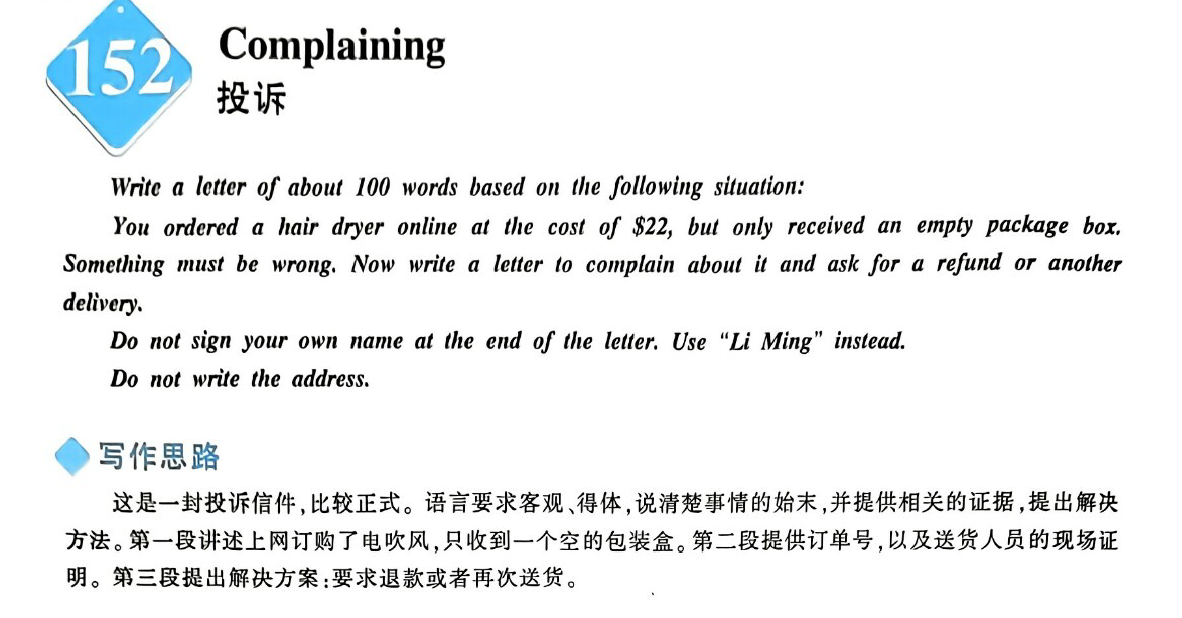 152
Complaining
投诉
Write a letter of about 100 words based on the following situation:
You ordered a hair dryer online at the cost of $22, but only received an empty package box.
Something must be wrong. Now write a letter to complain about it and ask for a refund or another
delivery.
Do not sign your own name at the end of the letter. Use “Li Ming” instead.
Do not write the address.
写作思路
这是一封投诉信件,比较正式。语言要求客观、得体,说清楚事情的始末,并提供相关的证据,提出解决
方法。第一段讲述上网订购了电吹风,只收到一个空的包装盒。第二段提供订单号,以及送货人员的现场证
明。第三段提出解决方案:要求退款或者再次送货。